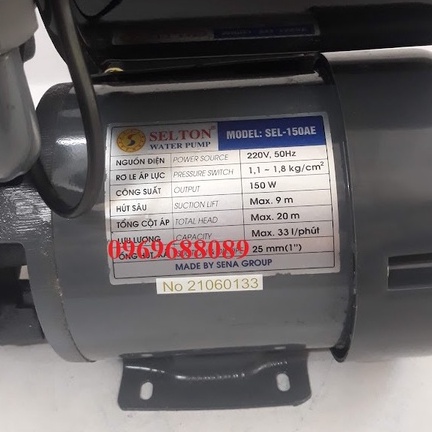 SELTON
WATER PUMP
MODEL: SEL-150AE
NGUỒN ĐIỆN POWER SOURCE 220V, 50Hz
RƠ LE ÁP LỰC PRESSURE SWITCH 1,1 - 1,8 kg/cm²
CÔNG SUẤT OUTPUT 150 W
HÚT SÂU SUCTION LIFT Max. 9 m
TỔNG CỘT ÁP TOTAL HEAD Max. 20 m
LƯU LƯỢNG CAPACITY Max. 33 l/phút
0969688089
25 mm(1")
MADE BY SENA GROUP
No 21060133